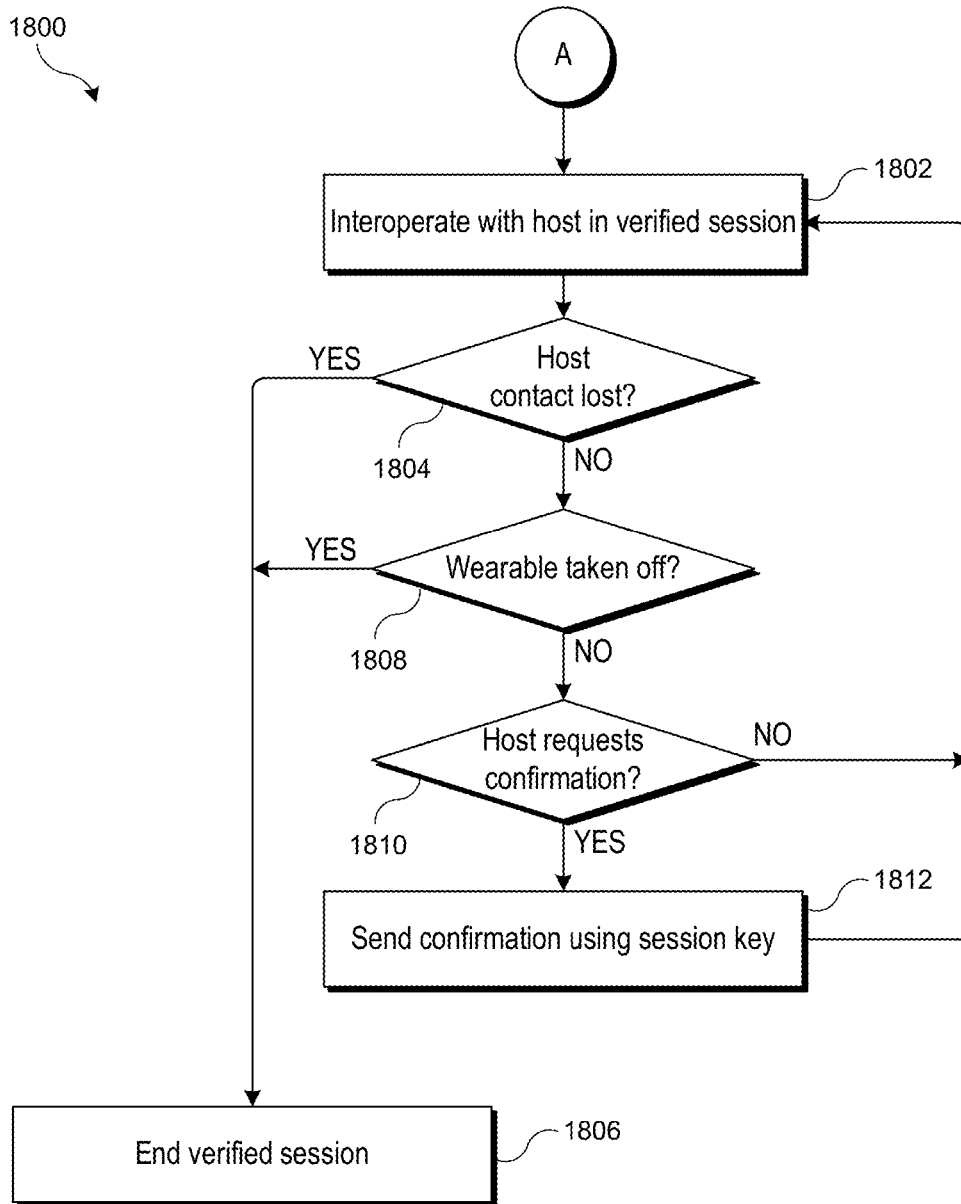 1800
A
1802
Interoperate with host in verified session
YES
Host
contact lost?
1804
NO
YES
Wearable taken off?
1808
NO
Host requests
confirmation?
NO
1810
YES
1812
Send confirmation using session key
End verified session
1806